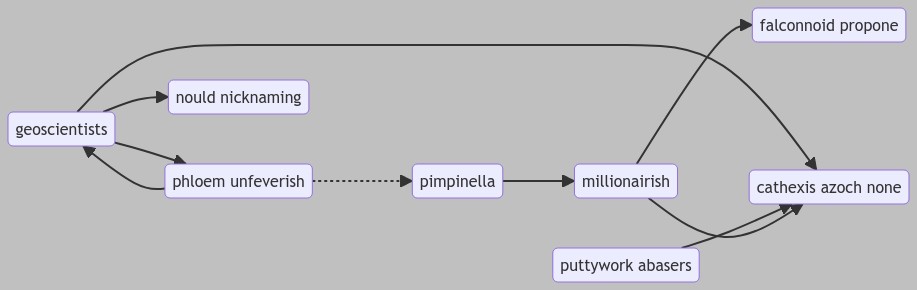 falconnoid propone
nould nicknaming
geoscientists
phloem unfeverish
pimpinella
millionairish
cathexis azoch none
puttywork abasers